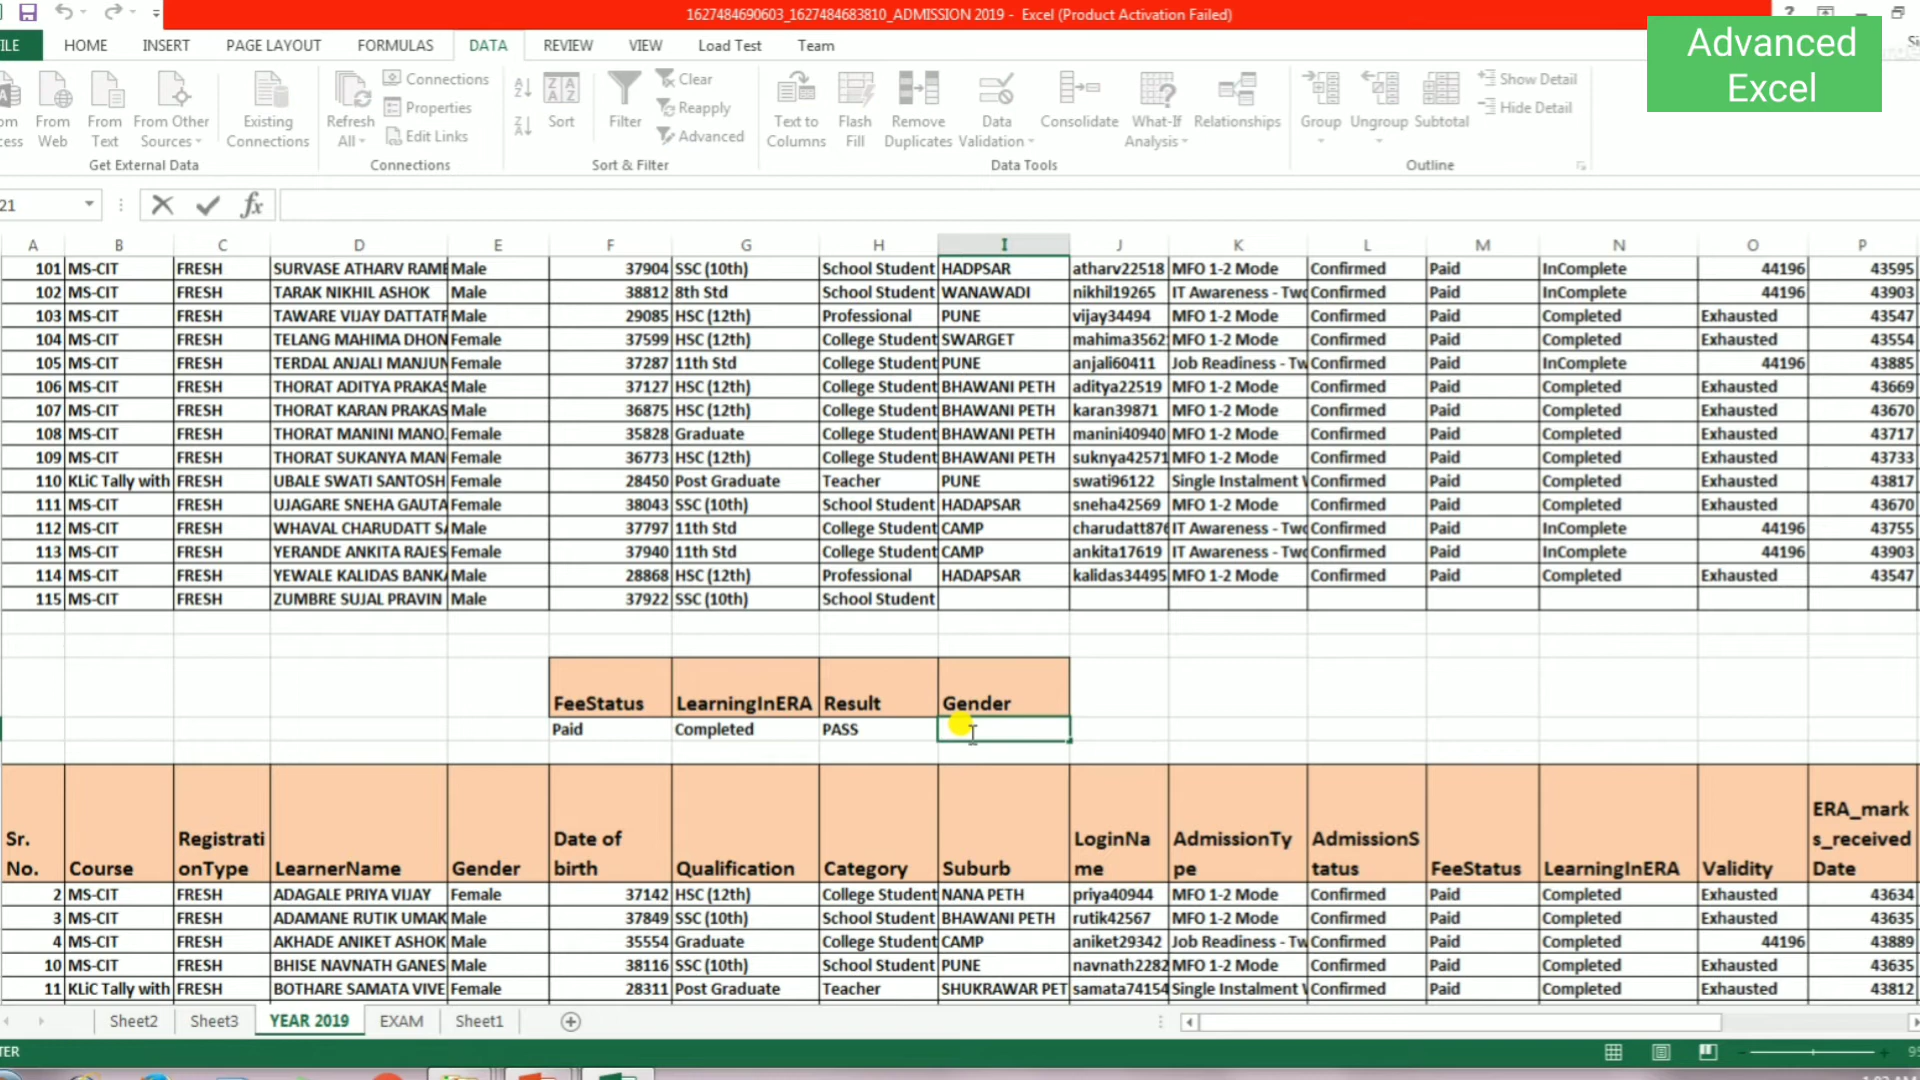 1627484690603_1627484683810_ADMISSION 2019 - Excel (Product Activation Failed)
Advanced
Excel
HOME INSERT PAGE LAYOUT FORMULAS DATA REVIEW VIEW Load Test Team
Connections Clear Show Detail
Properties Reapply Hide Detail
Edit Links Advanced
From From From Other Existing Refresh Sort Filter Text to Flash Remove Data Consolidate What-If Relationships Group Ungroup Subtotal
Web Text Sources Connections All Columns Fill Duplicates Validation Analysis
Get External Data Connections Sort & Filter Data Tools Outline
21 fx
A B C D E F G H I J K L M N O P
101 MS-CIT FRESH SURVASE ATHARV RAME Male 37904 SSC (10th) School Student HADPSAR atharv22518 MFO 1-2 Mode Confirmed Paid InComplete 44196 43595
102 MS-CIT FRESH TARAK NIKHIL ASHOK Male 38812 8th Std School Student WANAWADI nikhil19265 IT Awareness - Two Confirmed Paid InComplete 44196 43903
103 MS-CIT FRESH TAWARE VIJAY DATTATR Male 29085 HSC (12th) Professional PUNE vijay34494 MFO 1-2 Mode Confirmed Paid Completed Exhausted 43547
104 MS-CIT FRESH TELANG MAHIMA DHON Female 37599 HSC (12th) College Student SWARGET mahima3562 MFO 1-2 Mode Confirmed Paid Completed Exhausted 43554
105 MS-CIT FRESH TERDAL ANJALI MANJUN Female 37287 11th Std College Student PUNE anjali60411 Job Readiness - Tw Confirmed Paid InComplete 44196 43885
106 MS-CIT FRESH THORAT ADITYA PRAKAS Male 37127 HSC (12th) College Student BHAWANI PETH aditya22519 MFO 1-2 Mode Confirmed Paid Completed Exhausted 43669
107 MS-CIT FRESH THORAT KARAN PRAKAS Male 36875 HSC (12th) College Student BHAWANI PETH karan39871 MFO 1-2 Mode Confirmed Paid Completed Exhausted 43670
108 MS-CIT FRESH THORAT MANINI MANO. Female 35828 Graduate College Student BHAWANI PETH manini40940 MFO 1-2 Mode Confirmed Paid Completed Exhausted 43717
109 MS-CIT FRESH THORAT SUKANYA MAN Female 36773 HSC (12th) College Student BHAWANI PETH suknya42571 MFO 1-2 Mode Confirmed Paid Completed Exhausted 43733
110 KLiC Tally with FRESH UBALE SWATI SANTOSH Female 28450 Post Graduate Teacher PUNE swati96122 Single Instalment Confirmed Paid Completed Exhausted 43817
111 MS-CIT FRESH UJAGARE SNEHA GAUTA Female 38043 SSC (10th) School Student HADAPSAR sneha42569 MFO 1-2 Mode Confirmed Paid Completed Exhausted 43670
112 MS-CIT FRESH WHAVAL CHARUDATT SA Male 37797 11th Std College Student CAMP charudatt876 IT Awareness - Two Confirmed Paid InComplete 44196 43755
113 MS-CIT FRESH YERANDE ANKITA RAJES Female 37940 11th Std College Student CAMP ankita17619 IT Awareness - Two Confirmed Paid InComplete 44196 43903
114 MS-CIT FRESH YEWALE KALIDAS BANKA Male 28868 HSC (12th) Professional HADAPSAR kalidas34495 MFO 1-2 Mode Confirmed Paid Completed Exhausted 43547
115 MS-CIT FRESH ZUMBRE SUJAL PRAVIN Male 37922 SSC (10th) School Student
FeeStatus LearningInERA Result Gender
Paid Completed PASS
ERA_mark
Sr. Registrati Date of LoginNa AdmissionTy AdmissionS s_received
No. Course onType LearnerName Gender birth Qualification Category Suburb me pe tatus FeeStatus LearningInERA Validity Date
2 MS-CIT FRESH ADAGALE PRIYA VIJAY Female 37142 HSC (12th) College Student NANA PETH priya40944 MFO 1-2 Mode Confirmed Paid Completed Exhausted 43634
3 MS-CIT FRESH ADAMANE RUTIK UMAK Male 37849 SSC (10th) School Student BHAWANI PETH rutik42567 MFO 1-2 Mode Confirmed Paid Completed Exhausted 43635
4 MS-CIT FRESH AKHADE ANIKET ASHOK Male 35554 Graduate College Student CAMP aniket29342 Job Readiness - Tw Confirmed Paid Completed 44196 43889
10 MS-CIT FRESH BHISE NAVNATH GANES Male 38116 SSC (10th) School Student PUNE navnath2282 MFO 1-2 Mode Confirmed Paid Completed Exhausted 43635
11 KLiC Tally with FRESH BOTHARE SAMATA VIVE Female 28311 Post Graduate Teacher SHUKRAWAR PET samata74154 Single Instalment Confirmed Paid Completed Exhausted 43812
Sheet2 Sheet3 YEAR 2019 EXAM Sheet1